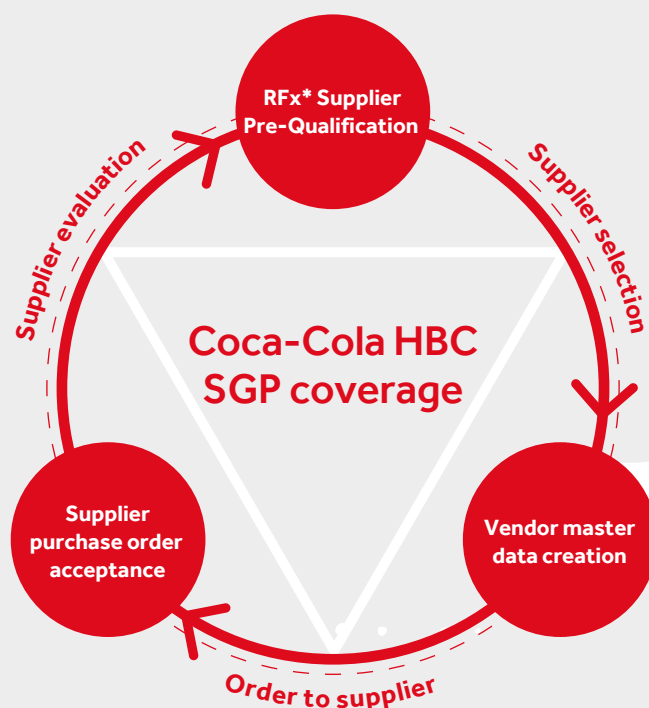 RFx* Supplier
Pre-Qualification
Supplier evaluation
Supplier selection
Coca-Cola HBC
SGP coverage
Supplier
purchase order
acceptance
Vendor master
data creation
Order to supplier